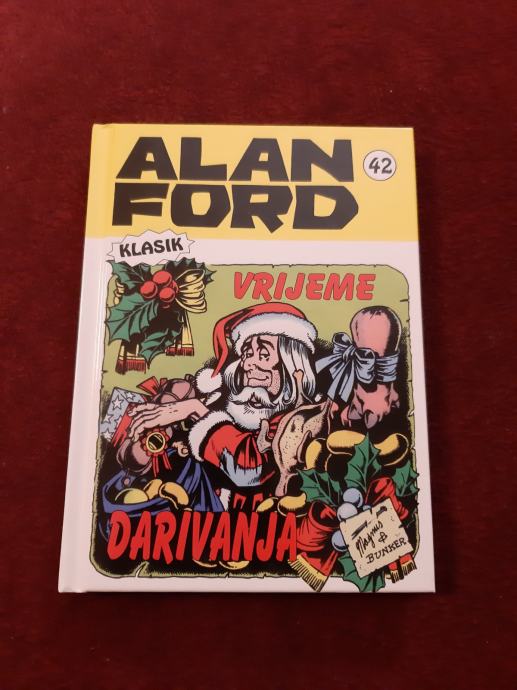 ALAN
FORD
42
KLASIK
VRIJEME
DARIVANJA
Magnus
&
BUNKER